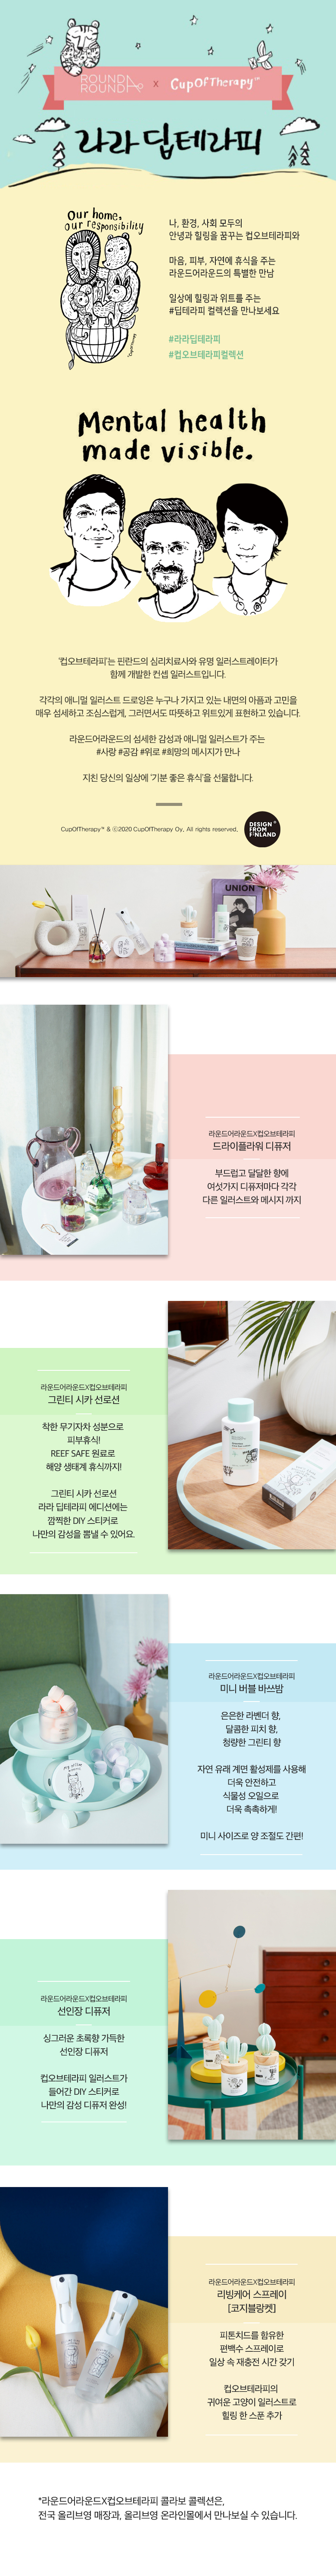 ROUND A
ROUND
x
CupOfTherapy™
라라 딥테라피
Our home,
our responsibility
나, 환경, 사회 모두의
안녕과 힐링을 꿈꾸는 컵오브테라피와
마음, 피부, 자연에 휴식을 주는
라운드어라운드의 특별한 만남
일상에 힐링과 위트를 주는
#딥테라피 컬렉션을 만나보세요
#라라딥테라피
#컵오브테라피컬렉션
Mental health
made visible.
'컵오브테라피'는 핀란드의 심리치료사와 유명 일러스트레이터가
함께 개발한 컨셉 일러스트입니다.
각각의 애니멀 일러스트 드로잉은 누구나 가지고 있는 내면의 아픔과 고민을
매우 섬세하고 조심스럽게, 그러면서도 따뜻하고 위트있게 표현하고 있습니다.
라운드어라운드의 섬세한 감성과 애니멀 일러스트가 주는
#사랑 #공감 #위로 #희망의 메시지가 만나
지친 당신의 일상에 '기분 좋은 휴식'을 선물합니다.
CupOfTherapy™ & ⓒ2020 CupOfTherapy Oy, All rights reserved.
DESIGN
FROM
FINLAND
UNION
라운드어라운드X컵오브테라피
드라이플라워 디퓨저
부드럽고 달달한 향에
여섯가지 디퓨저마다 각각
다른 일러스트와 메시지 까지
라운드어라운드X컵오브테라피
그린티 시카 선로션
착한 무기자차 성분으로
피부휴식!
REEF SAFE 원료로
해양 생태계 휴식까지!
그린티 시카 선로션
라라 딥테라피 에디션에는
깜찍한 DIY 스티커로
나만의 감성을 뽐낼 수 있어요.
라운드어라운드X컵오브테라피
미니 버블 바쓰밤
은은한 라벤더 향,
달콤한 피치 향,
청량한 그린티 향
자연 유래 계면 활성제를 사용해
더욱 안전하고
식물성 오일으로
더욱 촉촉하게!
미니 사이즈로 양 조절도 간편!
라운드어라운드X컵오브테라피
선인장 디퓨저
싱그러운 초록향 가득한
선인장 디퓨저
컵오브테라피 일러스트가
들어간 DIY 스티커로
나만의 감성 디퓨저 완성!
라운드어라운드X컵오브테라피
리빙케어 스프레이
[코지블랑켓]
피톤치드를 함유한
편백수 스프레이로
일상 속 재충전 시간 갖기
컵오브테라피의
귀여운 고양이 일러스트로
힐링 한 스푼 추가
*라운드어라운드X컵오브테라피 콜라보 콜렉션은,
전국 올리브영 매장과, 올리브영 온라인몰에서 만나보실 수 있습니다.